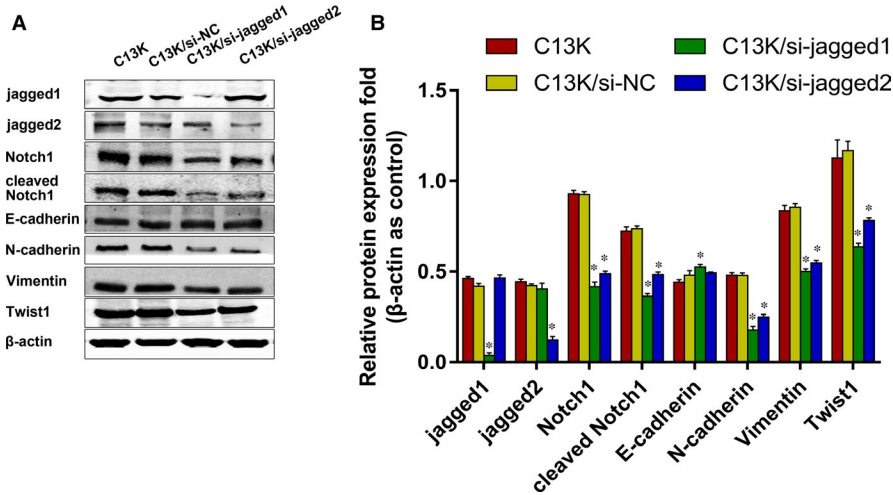 A
C13K
C13K/si-NC
C13K/si-jagged1
C13K/si-jagged2
jagged1
jagged2
Notch1
cleaved
Notch1
E-cadherin
N-cadherin
Vimentin
Twist1
β-actin
B
C13K
C13K/si-NC
C13K/si-jagged1
C13K/si-jagged2
Relative protein expression fold
(β-actin as control)
1.5
1.0
0.5
0.0
*
*
*
*
*
*
*
*
*
*
*
*
*
jagged1
jagged2
Notch1
cleaved Notch1
E-cadherin
N-cadherin
Vimentin
Twist1